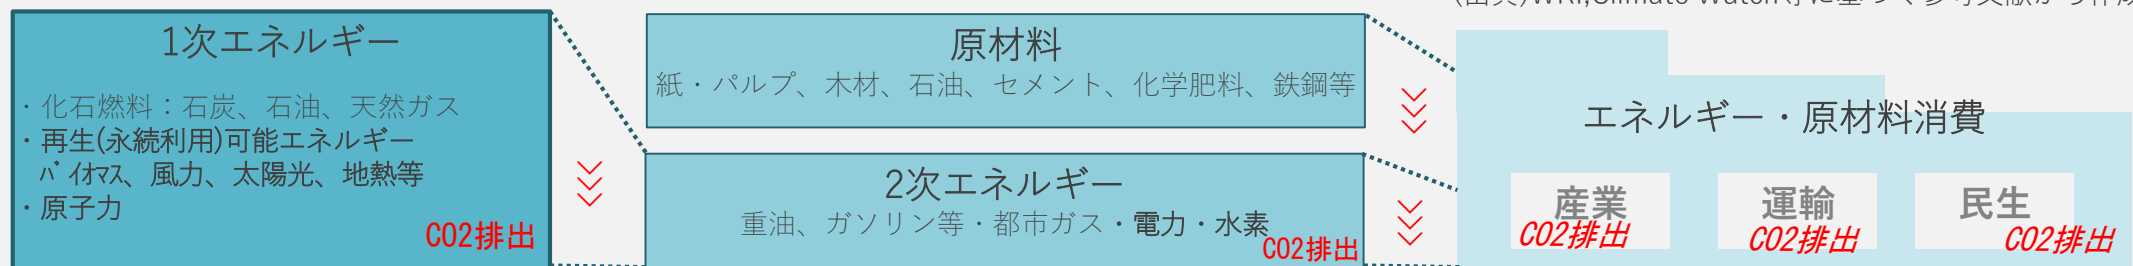 1次エネルギー
・化石燃料：石炭、石油、天然ガス
・再生(永続利用)可能エネルギー
ﾊﾞｲｵﾏｽ、風力、太陽光、地熱等
・原子力
CO2排出
原材料
紙・パルプ、木材、石油、セメント、化学肥料、鉄鋼等
2次エネルギー
重油、ガソリン等・都市ガス・電力・水素
CO2排出
エネルギー・原材料消費
産業
CO2排出
運輸
CO2排出
民生
CO2排出